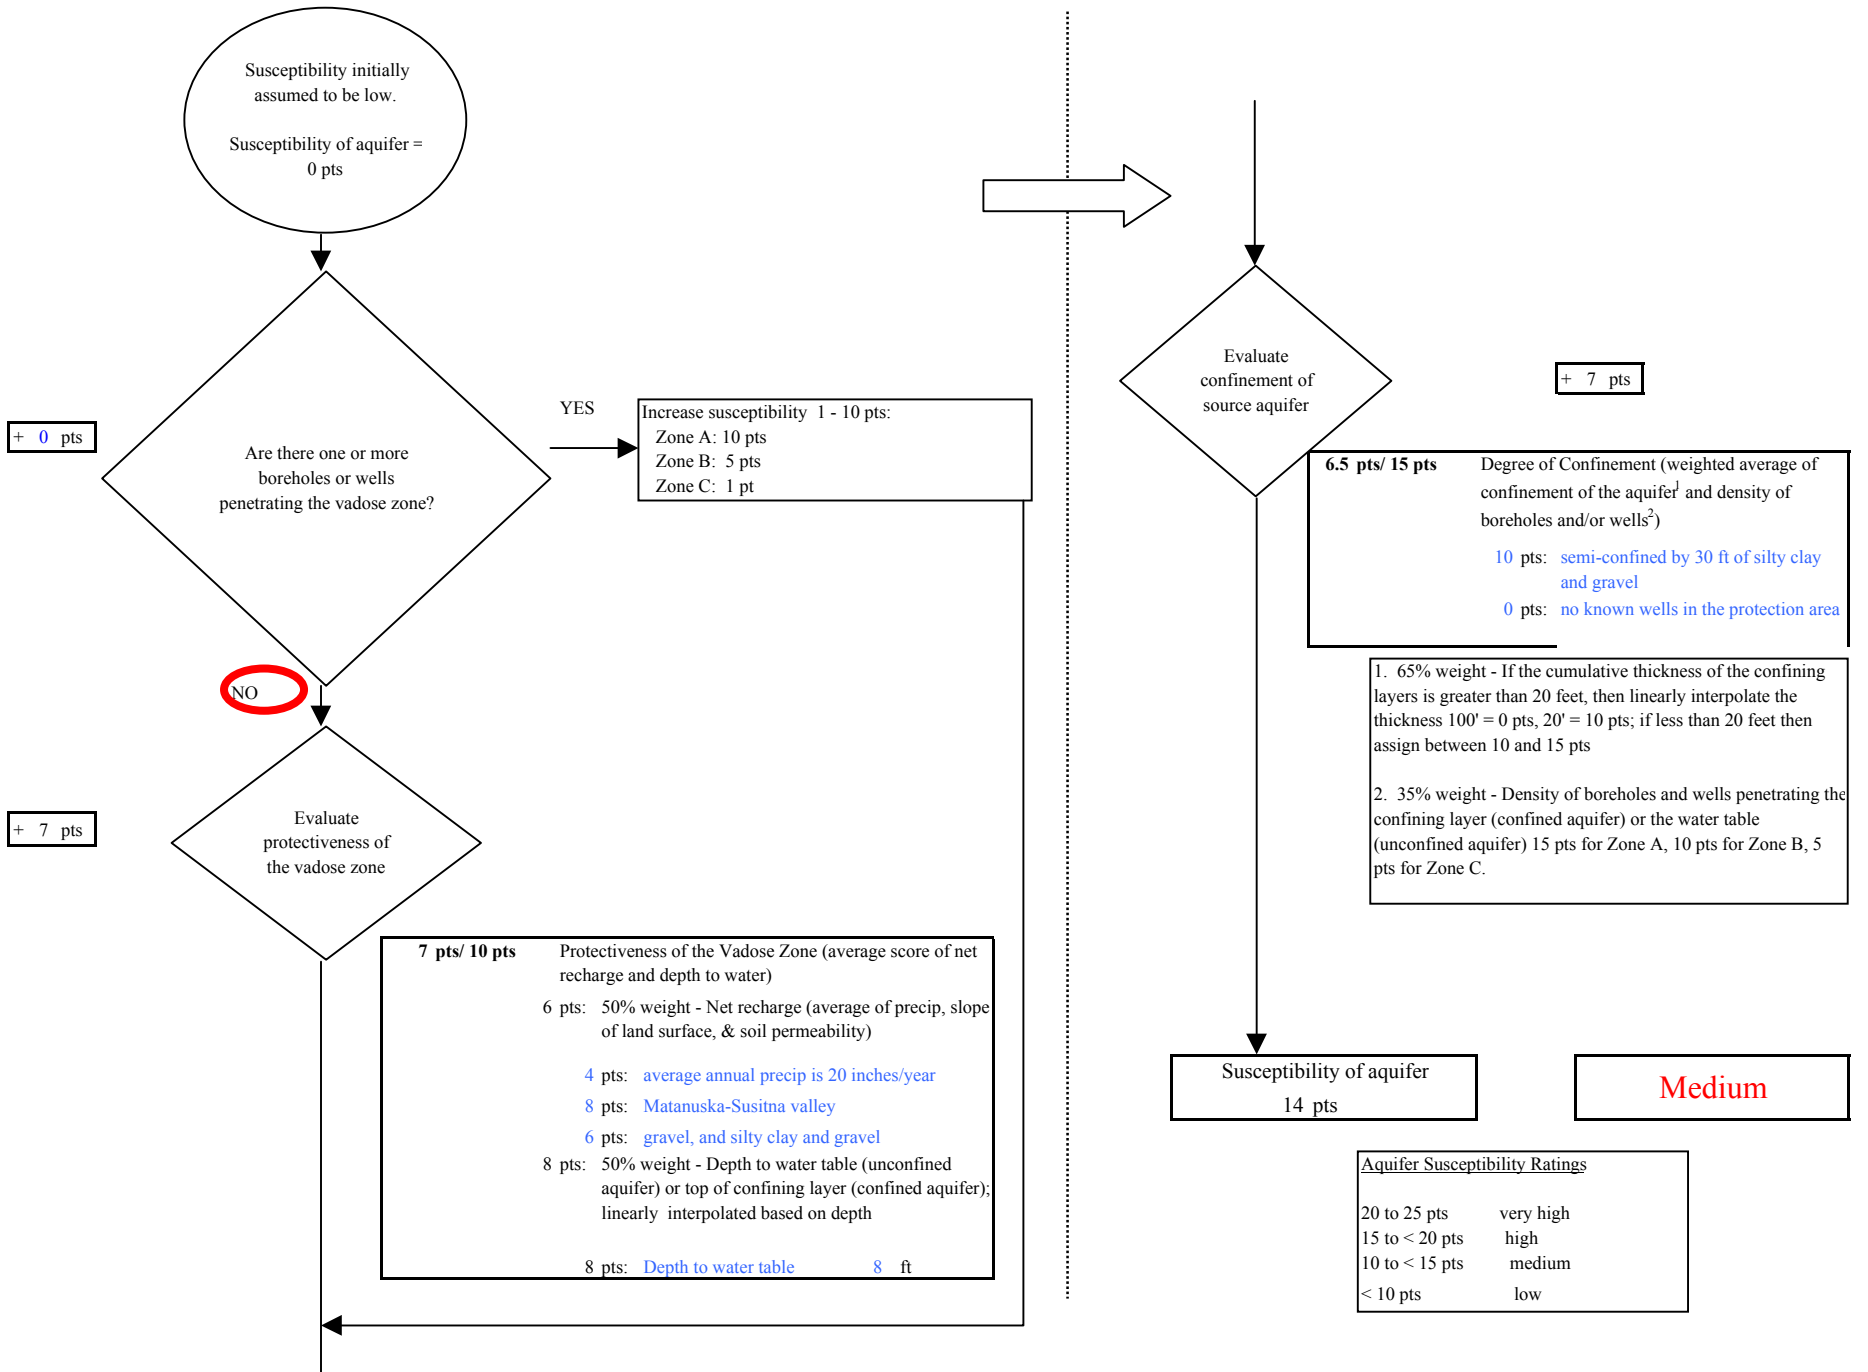 Susceptibility initially
assumed to be low.
Susceptibility of aquifer =
0 pts
+ 0 pts
Are there one or more
boreholes or wells
penetrating the vadose zone?
YES
Increase susceptibility 1 - 10 pts:
Zone A: 10 pts
Zone B: 5 pts
Zone C: 1 pt
NO
+ 7 pts
Evaluate
protectiveness of
the vadose zone
7 pts/ 10 pts Protectiveness of the Vadose Zone (average score of net
recharge and depth to water)
6 pts: 50% weight - Net recharge (average of precip, slope
of land surface, & soil permeability)
4 pts: average annual precip is 20 inches/year
8 pts: Matanuska-Susitna valley
6 pts: gravel, and silty clay and gravel
8 pts: 50% weight - Depth to water table (unconfined
aquifer) or top of confining layer (confined aquifer);
linearly interpolated based on depth
8 pts: Depth to water table 8 ft
Evaluate
confinement of
source aquifer
+ 7 pts
6.5 pts/ 15 pts Degree of Confinement (weighted average of
confinement of the aquifer1 and density of
boreholes and/or wells2)
10 pts: semi-confined by 30 ft of silty clay
and gravel
0 pts: no known wells in the protection area
1. 65% weight - If the cumulative thickness of the confining
layers is greater than 20 feet, then linearly interpolate the
thickness 100' = 0 pts, 20' = 10 pts; if less than 20 feet then
assign between 10 and 15 pts
2. 35% weight - Density of boreholes and wells penetrating the
confining layer (confined aquifer) or the water table
(unconfined aquifer) 15 pts for Zone A, 10 pts for Zone B, 5
pts for Zone C.
Susceptibility of aquifer
14 pts
Medium
Aquifer Susceptibility Ratings
20 to 25 pts very high
15 to < 20 pts high
10 to < 15 pts medium
< 10 pts low